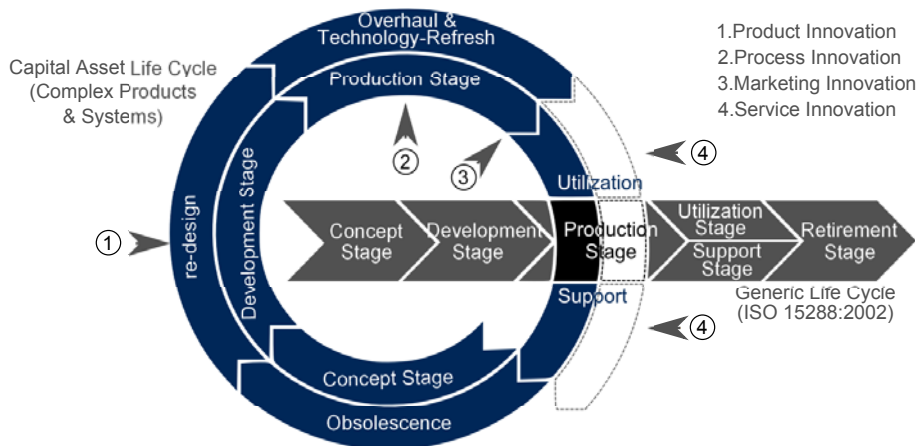 Overhaul &
Technology-Refresh
Production Stage
1.Product Innovation
2.Process Innovation
3.Marketing Innovation
4.Service Innovation
Capital Asset Life Cycle
(Complex Products
& Systems)
2
3
4
1
re-design
Development Stage
Utilization
Concept
Stage
Development
Stage
Production
Stage
Utilization
Stage
Support
Stage
Retirement
Stage
Support
Generic Life Cycle
(ISO 15288:2002)
4
Concept Stage
Obsolescence